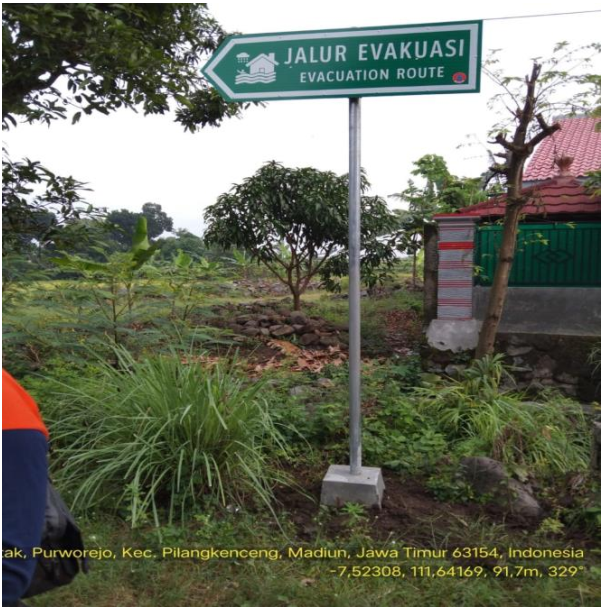 JALUR EVAKUASI
EVACUATION ROUTE
tak, Purworejo, Kec. Pilangkenceng, Madiun, Jawa Timur 63154, Indonesia
-7,52308, 111,64169, 91,7m, 329°